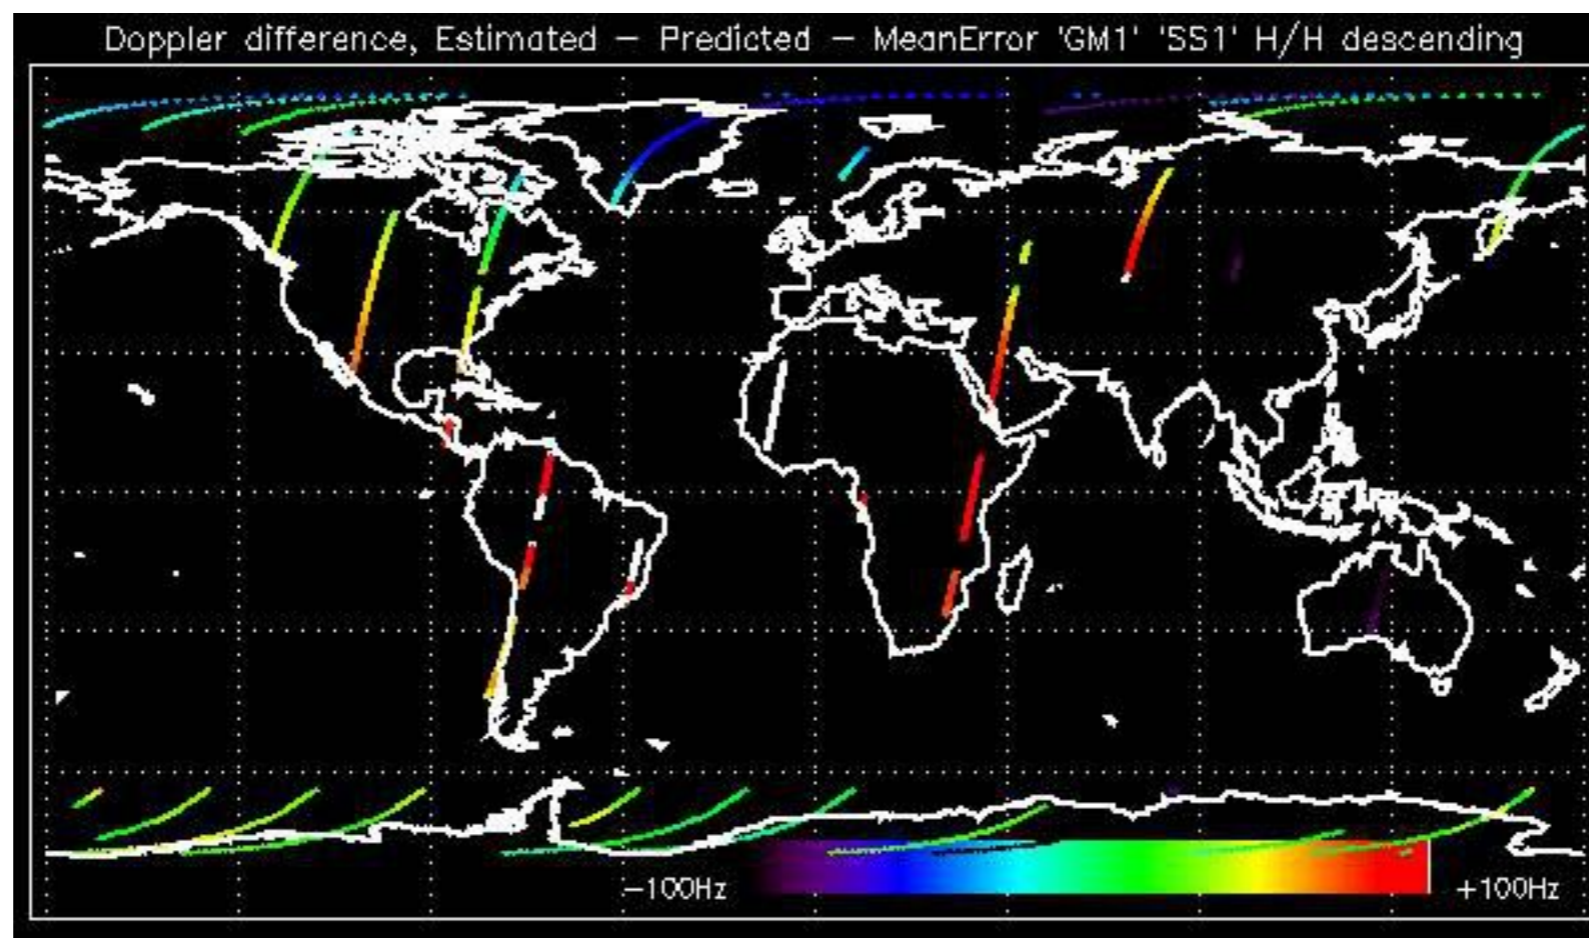 Doppler difference, Estimated – Predicted – MeanError 'GM1' 'SS1' H/H descending
–100Hz
+100Hz